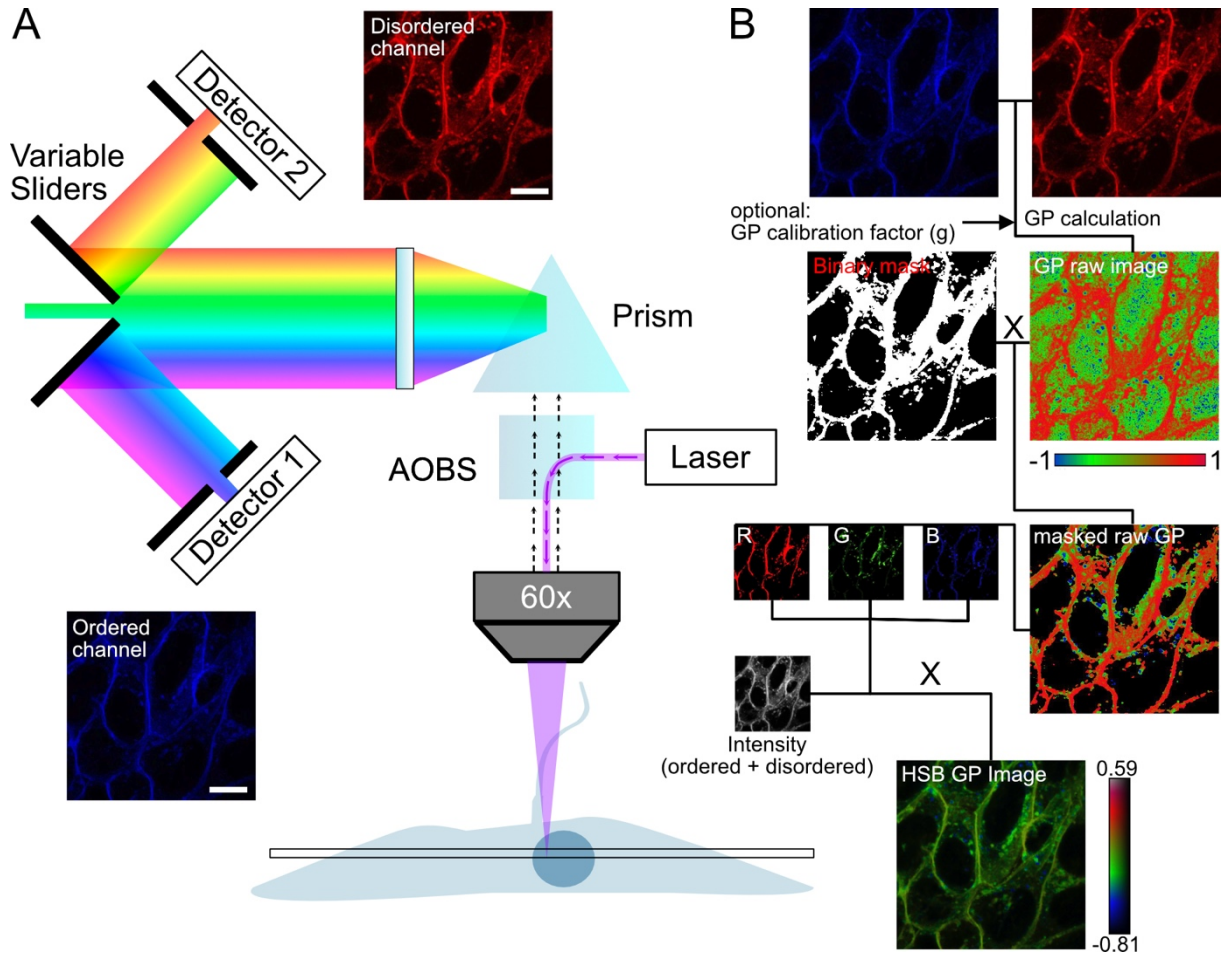 A
Disordered
channel
Detector 2
Variable
Sliders
Prism
AOBS
Laser
Detector 1
60x
Ordered
channel
B
optional:
GP calibration factor (g)
GP calculation
Binary mask
GP raw image
X
-1
1
R
G
B
masked raw GP
X
Intensity
(ordered + disordered)
HSB GP Image
0.59
-0.81